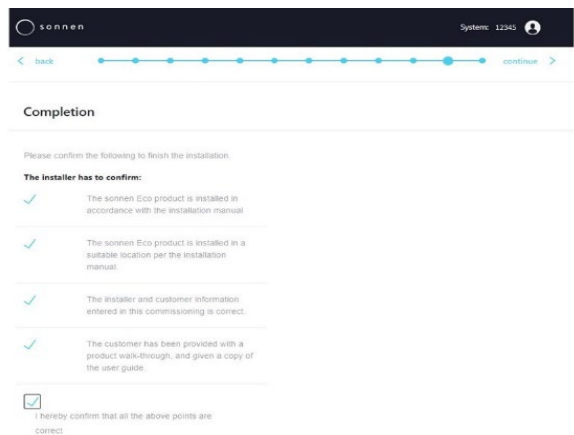 sonnen
System: 12345
back
continue
Completion
Please confirm the following to finish the installation.
The installer has to confirm:
The sonnen Eco product is installed in
accordance with the installation manual
The sonnen Eco product is installed in a
suitable location per the installation
manual.
The installer and customer information
entered in this commissioning is correct.
The customer has been provided with a
product walk-through, and given a copy of
the user guide.
I hereby confirm that all the above points are
correct